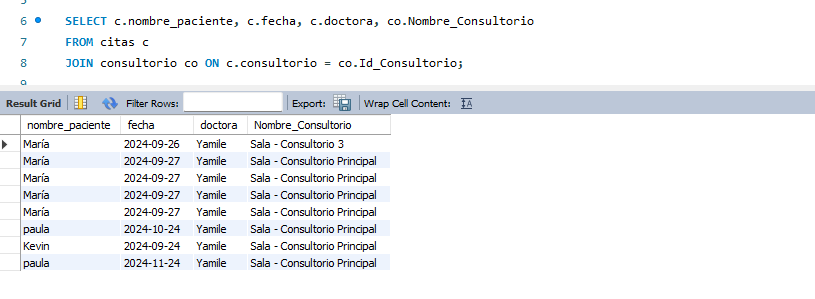 6 SELECT c.nombre_paciente, c.fecha, c.doctora, co.Nombre_Consultorio
7 FROM citas c
8 JOIN consultorio co ON c.consultorio = co.Id_Consultorio;
Result Grid Filter Rows: Export: Wrap Cell Content: IA
nombre_paciente fecha doctora Nombre_Consultorio
María 2024-09-26 Yamile Sala - Consultorio 3
María 2024-09-27 Yamile Sala - Consultorio Principal
María 2024-09-27 Yamile Sala - Consultorio Principal
María 2024-09-27 Yamile Sala - Consultorio Principal
María 2024-09-27 Yamile Sala - Consultorio Principal
paula 2024-10-24 Yamile Sala - Consultorio Principal
Kevin 2024-09-24 Yamile Sala - Consultorio Principal
paula 2024-11-24 Yamile Sala - Consultorio Principal